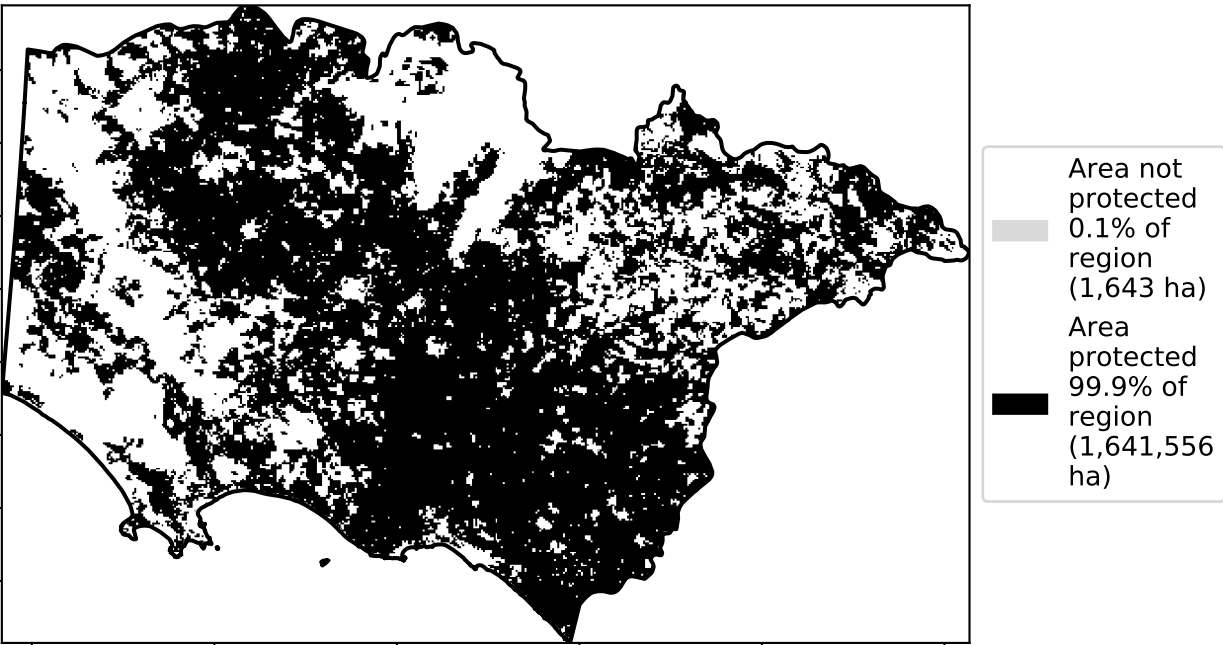 Area not
protected
0.1% of
region
(1,643 ha)
Area
protected
99.9% of
region
(1,641,556
ha)